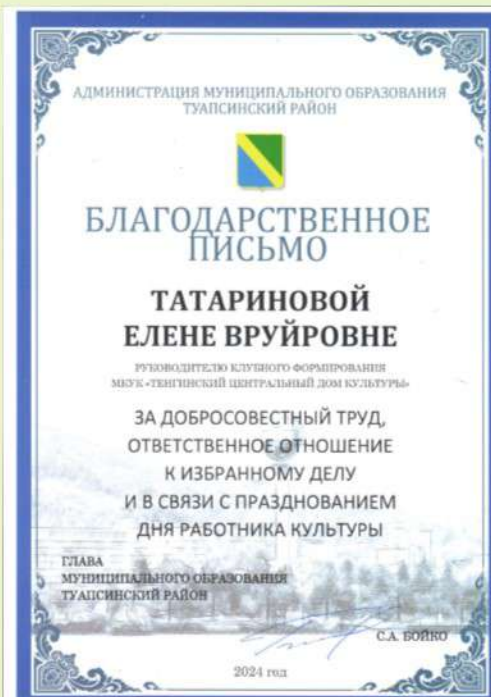 АДМИНИСТРАЦИЯ МУНИЦИПАЛЬНОГО ОБРАЗОВАНИЯ
ТУАПСИНСКИЙ РАЙОН
БЛАГОДАРСТВЕННОЕ
ПИСЬМО
ТАТАРИНОВОЙ
ЕЛЕНЕ ВРУЙРОВНЕ
РУКОВОДИТЕЛЮ КЛУБНОГО ФОРМИРОВАНИЯ
МКУК «ТЕНГИНСКИЙ ЦЕНТРАЛЬНЫЙ ДОМ КУЛЬТУРЫ»
ЗА ДОБРОСОВЕСТНЫЙ ТРУД,
ОТВЕТСТВЕННОЕ ОТНОШЕНИЕ
К ИЗБРАННОМУ ДЕЛУ
И В СВЯЗИ С ПРАЗДНОВАНИЕМ
ДНЯ РАБОТНИКА КУЛЬТУРЫ
ГЛАВА
МУНИЦИПАЛЬНОГО ОБРАЗОВАНИЯ
ТУАПСИНСКИЙ РАЙОН
С.А. БОЙКО
2024 год